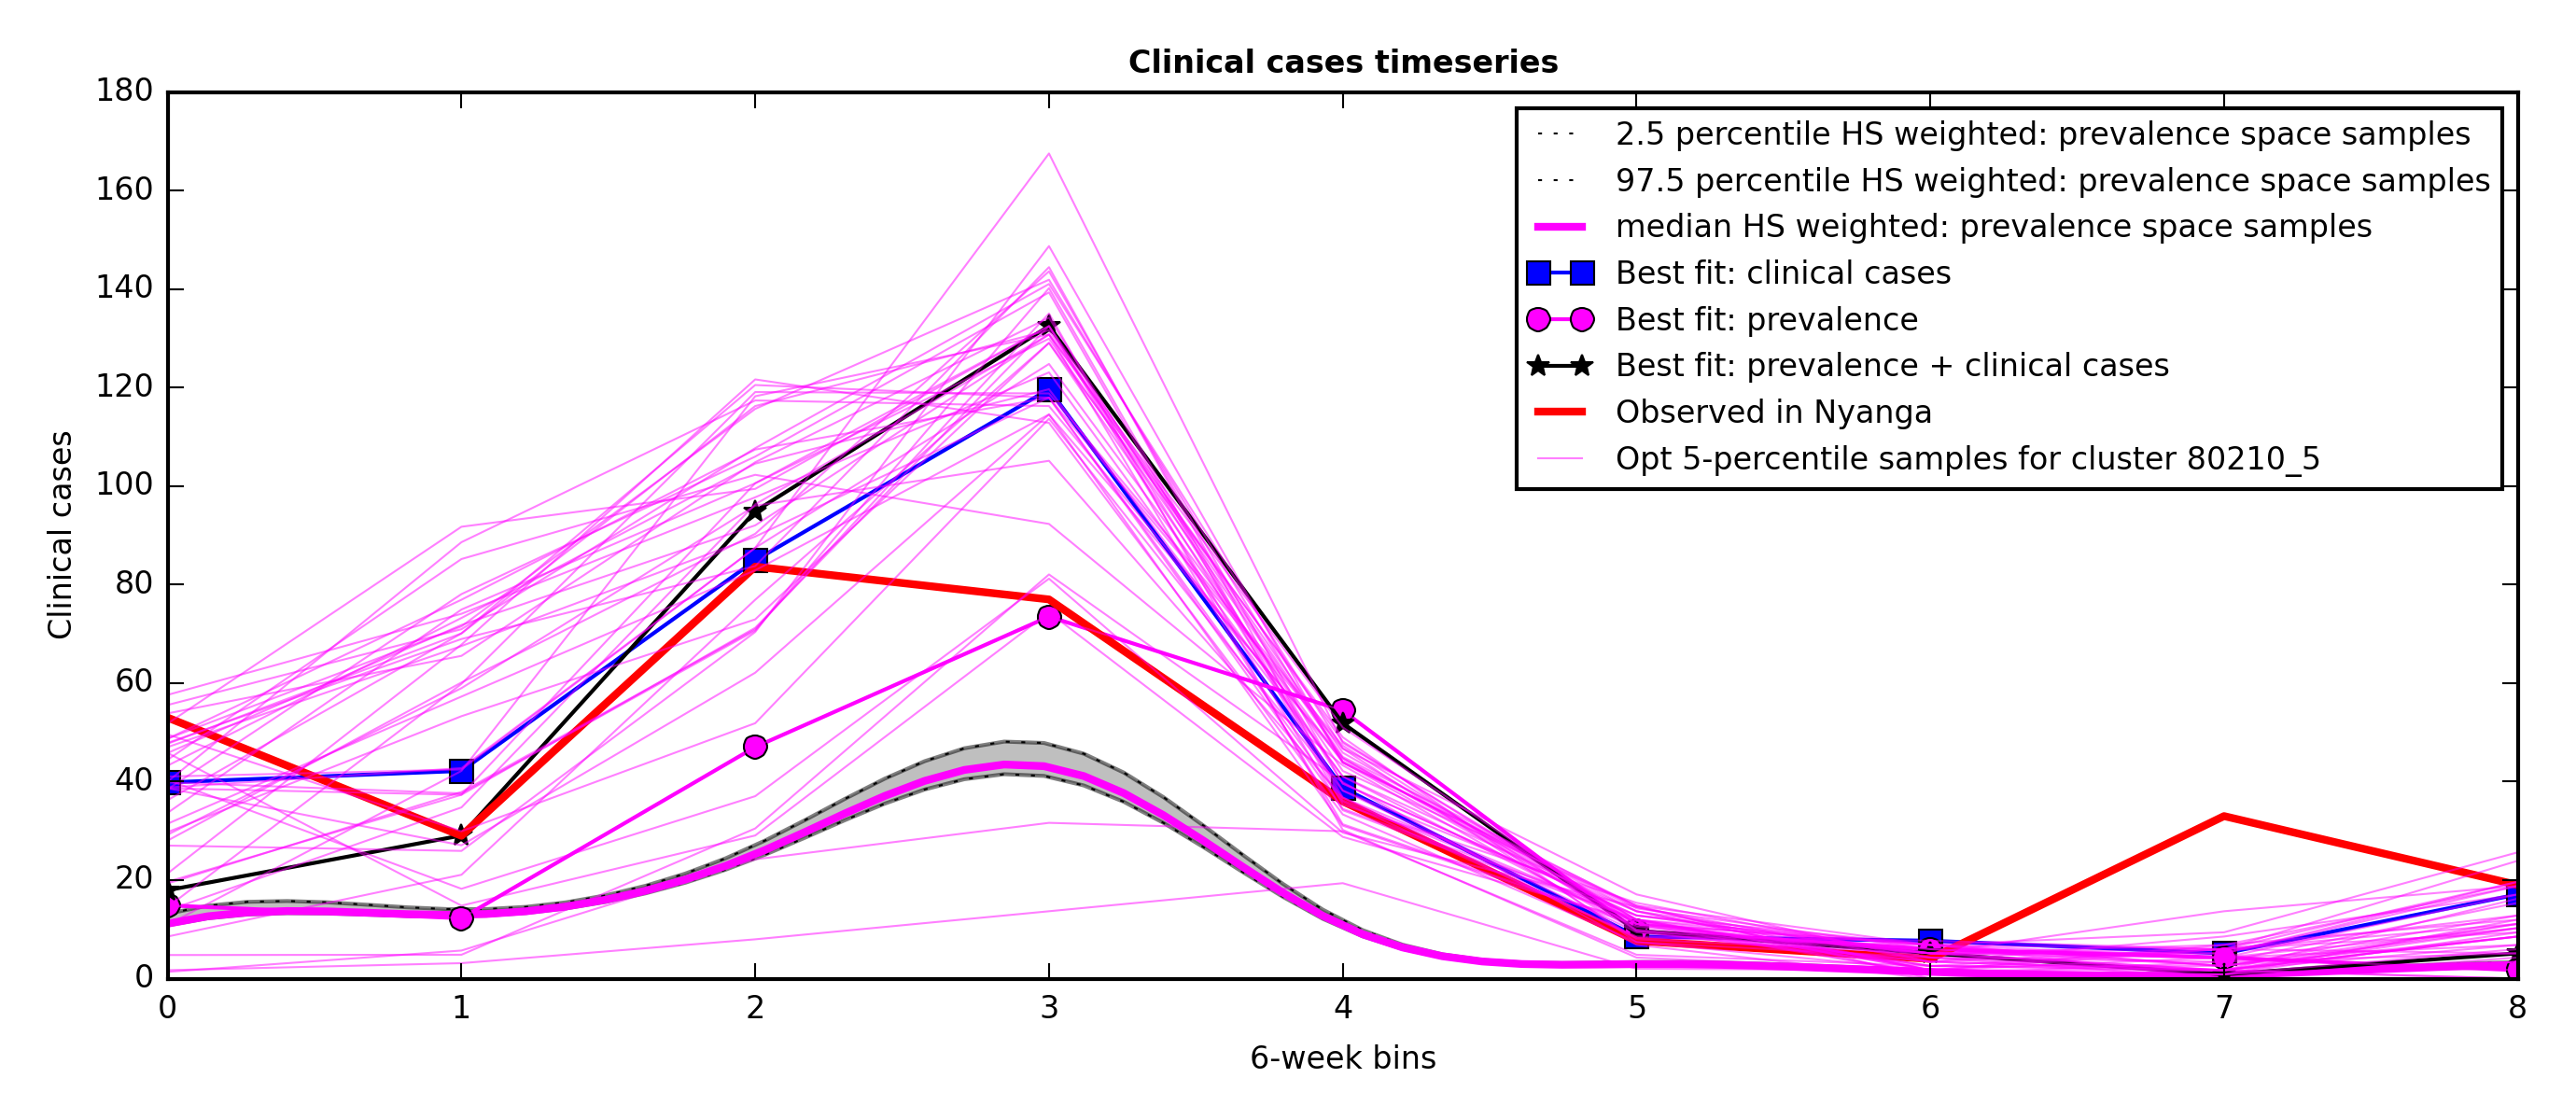 Clinical cases timeseries
180
160
140
120
100
80
60
40
20
0
Clinical cases
2.5 percentile HS weighted: prevalence space samples
97.5 percentile HS weighted: prevalence space samples
median HS weighted: prevalence space samples
Best fit: clinical cases
Best fit: prevalence
Best fit: prevalence + clinical cases
Observed in Nyanga
Opt 5-percentile samples for cluster 80210_5
0 1 2 3 4 5 6 7 8
6-week bins